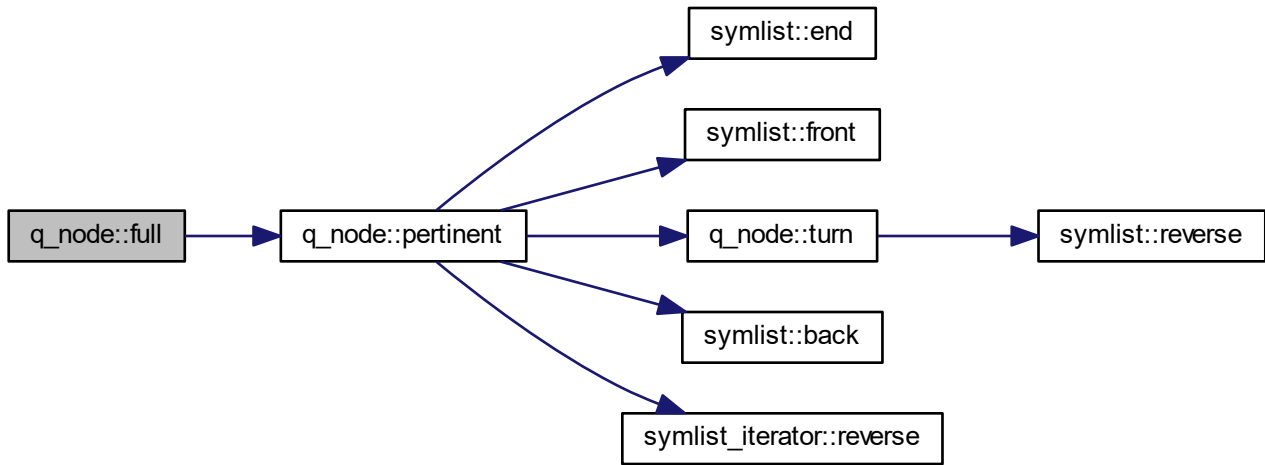 symlist::end
symlist::front
q_node::full
q_node::pertinent
q_node::turn
symlist::reverse
symlist::back
symlist_iterator::reverse